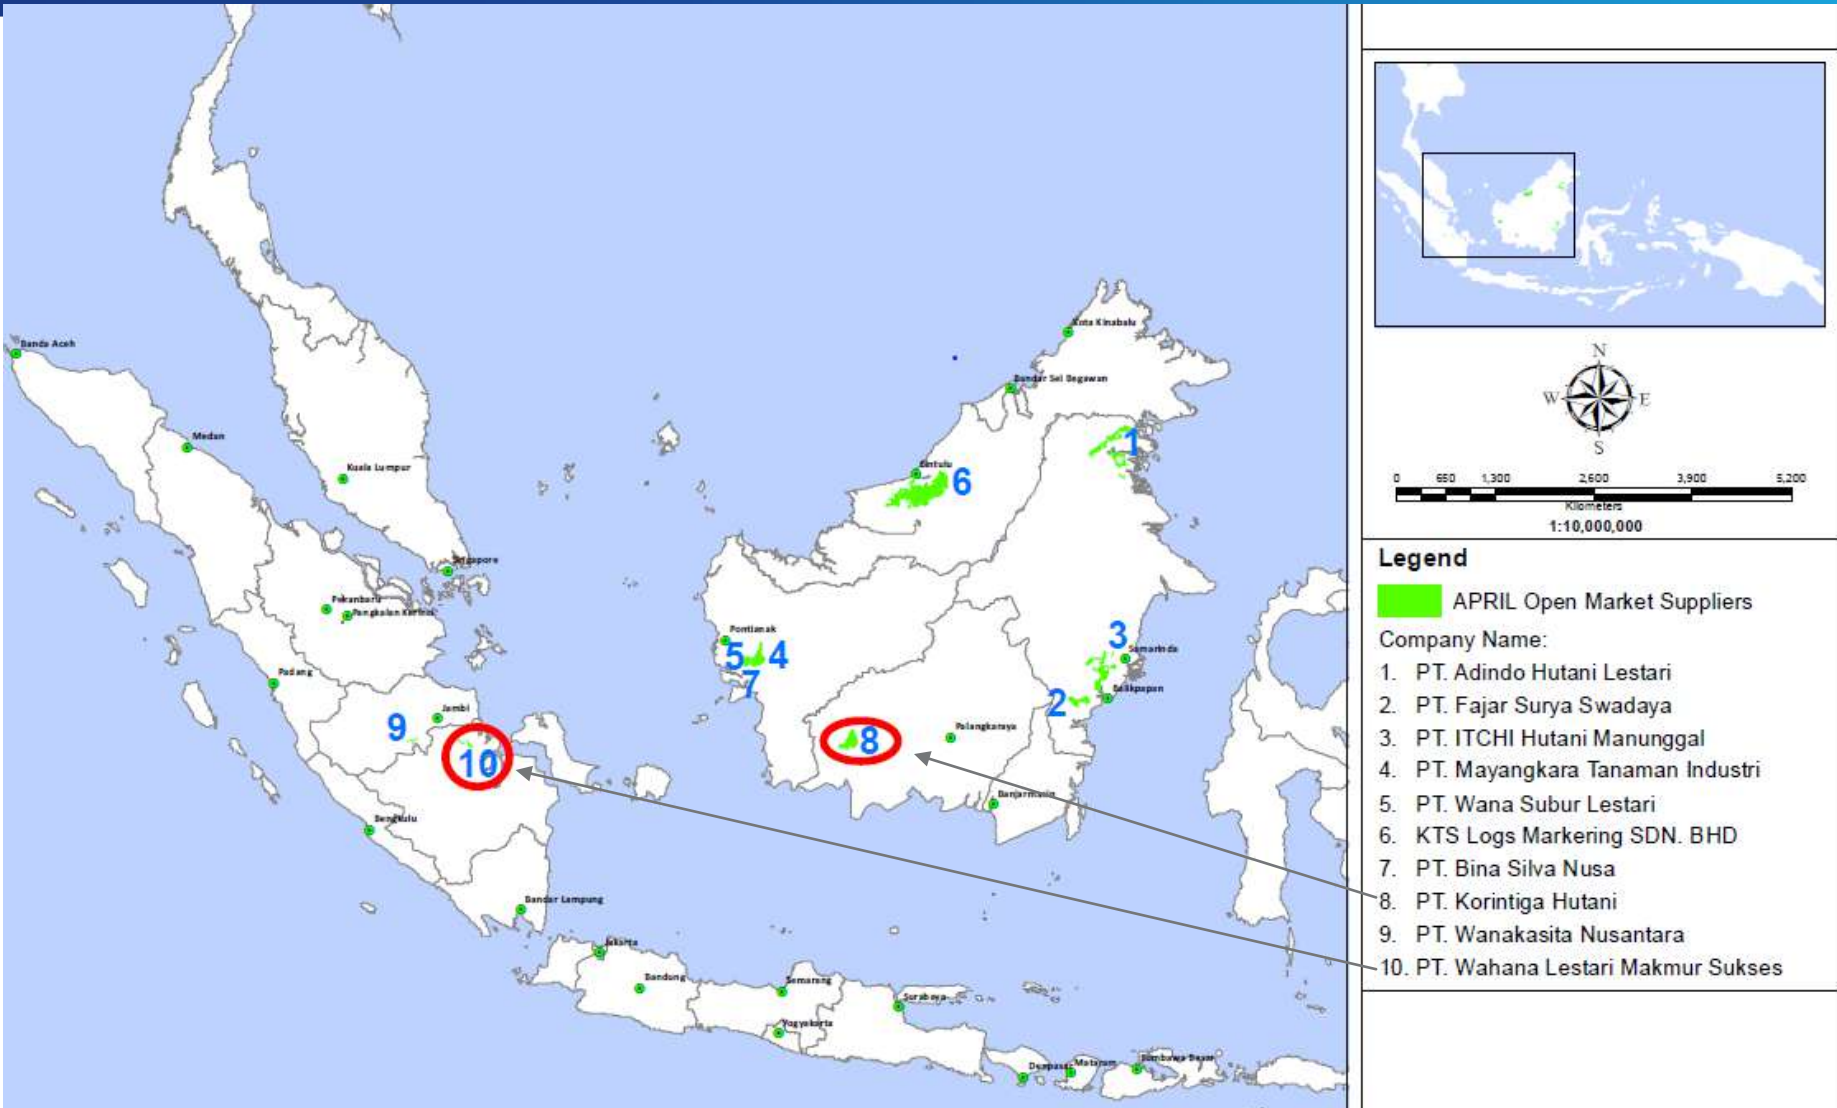 Banda Aceh
Medan
Kuala Lumpur
Singapore
Pekanbaru
Pangkalan Kerinci
Padang
Jambi
Bengkulu
Bandar Lampung
Jakarta
Bandung
Semarang
Yogyakarta
Surabaya
Denpasar
Mataram
Sumbawa Besar
Kota Kinabalu
Bandar Sei Begawan
Bintulu
Pontianak
Palangkaraya
Banjarmasin
Samarinda
Balikpapan
1
6
3
5
4
7
2
9
8
10
N
W
E
S
0 650 1,300 2,600 3,900 5,200
Kilometers
1:10,000,000
Legend
APRIL Open Market Suppliers
Company Name:
1. PT. Adindo Hutani Lestari
2. PT. Fajar Surya Swadaya
3. PT. ITCHI Hutani Manunggal
4. PT. Mayangkara Tanaman Industri
5. PT. Wana Subur Lestari
6. KTS Logs Markering SDN. BHD
7. PT. Bina Silva Nusa
8. PT. Korintiga Hutani
9. PT. Wanakasita Nusantara
10. PT. Wahana Lestari Makmur Sukses